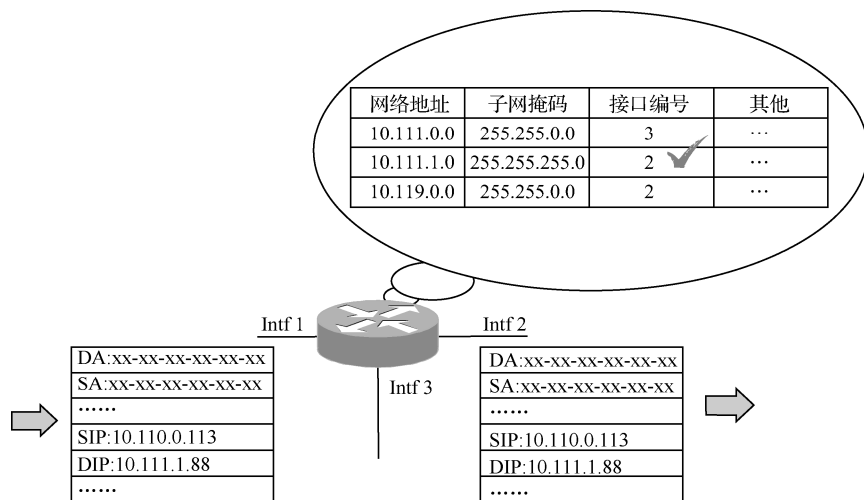 网络地址 子网掩码 接口编号 其他
10.111.0.0 255.255.0.0 3 …
10.111.1.0 255.255.255.0 2 …
10.119.0.0 255.255.0.0 2 …
Intf 1
Intf 2
Intf 3
DA:xx-xx-xx-xx-xx-xx
SA:xx-xx-xx-xx-xx-xx
……
SIP:10.110.0.113
DIP:10.111.1.88
……
DA:xx-xx-xx-xx-xx-xx
SA:xx-xx-xx-xx-xx-xx
……
SIP:10.110.0.113
DIP:10.111.1.88
……